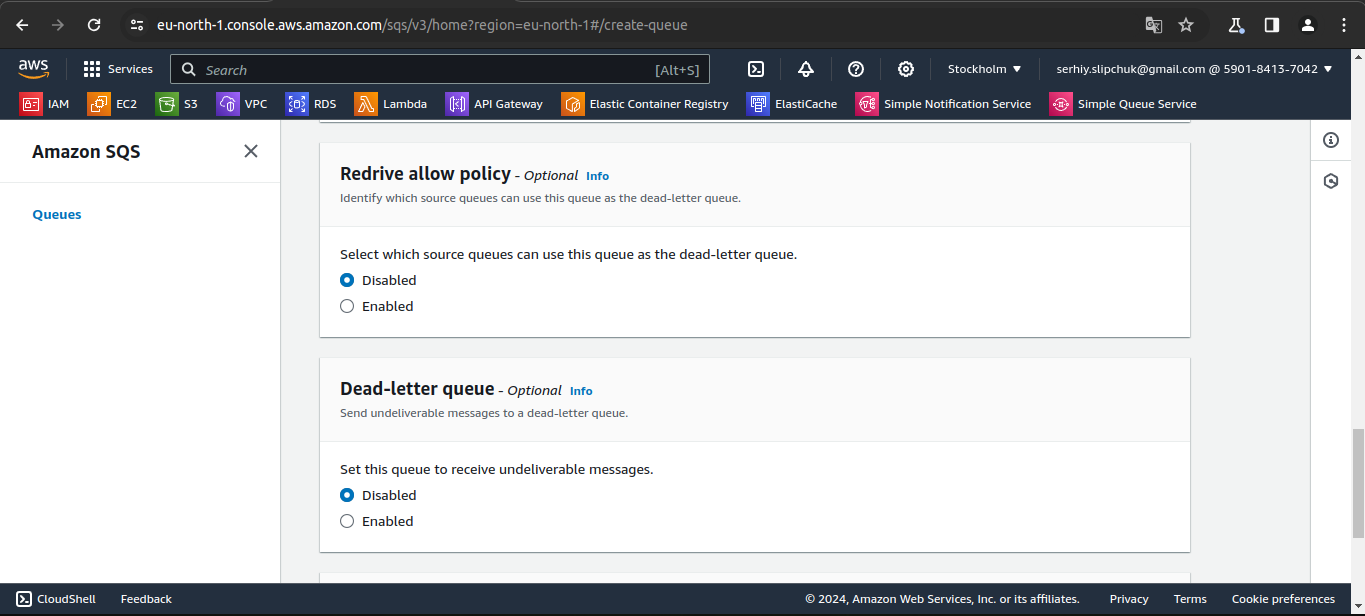 eu-north-1.console.aws.amazon.com/sqs/v3/home?region=eu-north-1#/create-queue
aws Services Search [Alt+S] Stockholm ▼ serhiy.slipchuk@gmail.com @ 5901-8413-7042 ▼
IAM EC2 S3 VPC RDS Lambda API Gateway Elastic Container Registry ElastiCache Simple Notification Service Simple Queue Service
Amazon SQS
Queues
Redrive allow policy - Optional Info
Identify which source queues can use this queue as the dead-letter queue.
Select which source queues can use this queue as the dead-letter queue.
Disabled
Enabled
Dead-letter queue - Optional Info
Send undeliverable messages to a dead-letter queue.
Set this queue to receive undeliverable messages.
Disabled
Enabled
CloudShell Feedback © 2024, Amazon Web Services, Inc. or its affiliates. Privacy Terms Cookie preferences